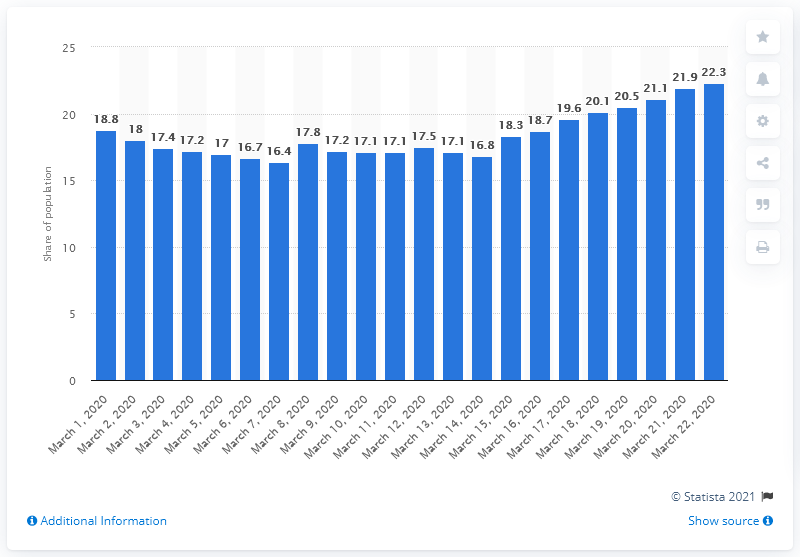 25
20
15
10
5
0
Share of population
18.8
18
17.4
17.2
17
16.7
16.4
17.8
17.2
17.1
17.1
17.5
17.1
16.8
18.3
18.7
19.6
20.1
20.5
21.1
21.9
22.3
March 1, 2020
March 2, 2020
March 3, 2020
March 4, 2020
March 5, 2020
March 6, 2020
March 7, 2020
March 8, 2020
March 9, 2020
March 10, 2020
March 11, 2020
March 12, 2020
March 13, 2020
March 14, 2020
March 15, 2020
March 16, 2020
March 17, 2020
March 18, 2020
March 19, 2020
March 20, 2020
March 21, 2020
March 22, 2020
© Statista 2021
Additional Information
Show source